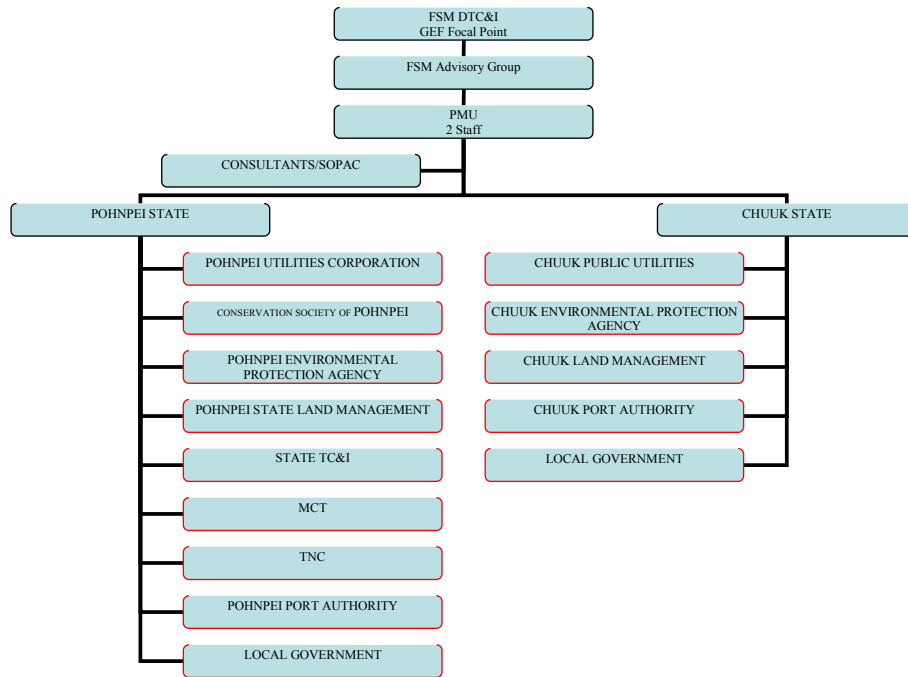 FSM DTC&I
GEF Focal Point
FSM Advisory Group
PMU
2 Staff
CONSULTANTS/SOPAC
POHNPEI STATE
CHUUK STATE
POHNPEI UTILITIES CORPORATION
CONSERVATION SOCIETY OF POHNPEI
POHNPEI ENVIRONMENTAL
PROTECTION AGENCY
POHNPEI STATE LAND MANAGEMENT
STATE TC&I
MCT
TNC
POHNPEI PORT AUTHORITY
LOCAL GOVERNMENT
CHUUK PUBLIC UTILITIES
CHUUK ENVIRONMENTAL PROTECTION
AGENCY
CHUUK LAND MANAGEMENT
CHUUK PORT AUTHORITY
LOCAL GOVERNMENT